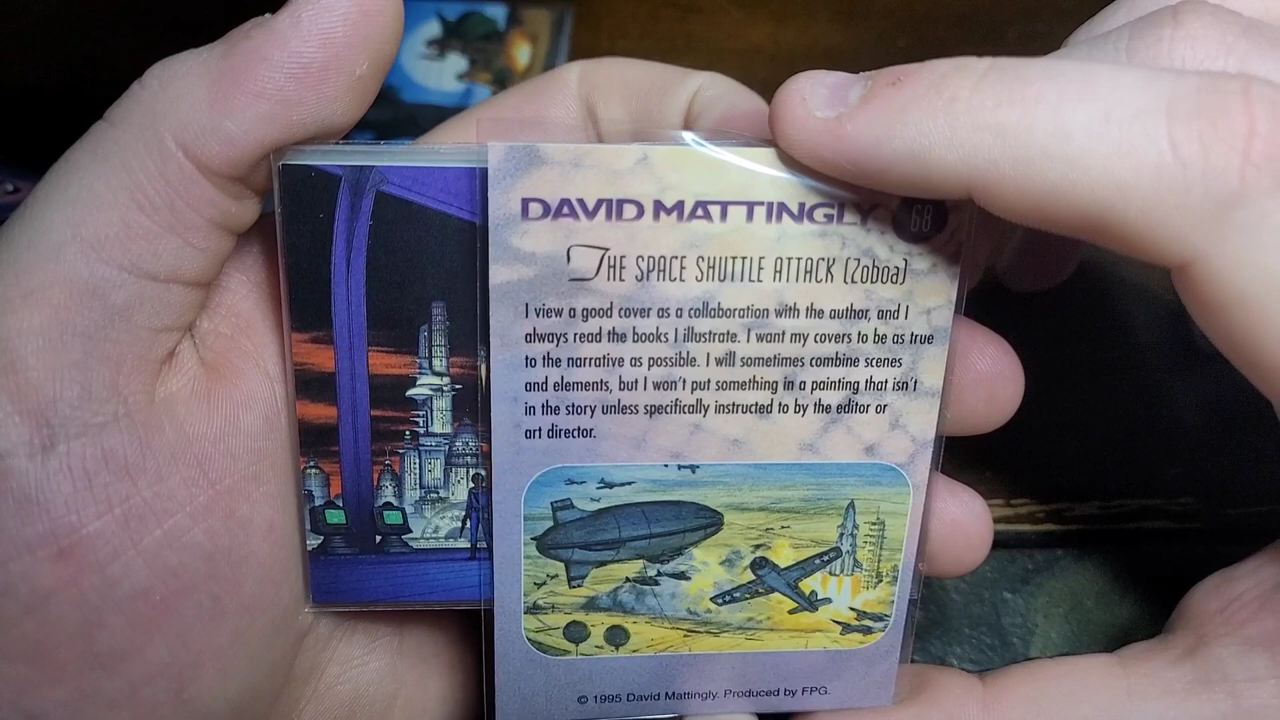 DAVID MATTINGLY 68
THE SPACE SHUTTLE ATTACK (Zoboa)
I view a good cover as a collaboration with the author, and I
always read the books I illustrate. I want my covers to be as true
to the narrative as possible. I will sometimes combine scenes
and elements, but I won't put something in a painting that isn't
in the story unless specifically instructed to by the editor or
art director.
© 1995 David Mattingly. Produced by FPG.